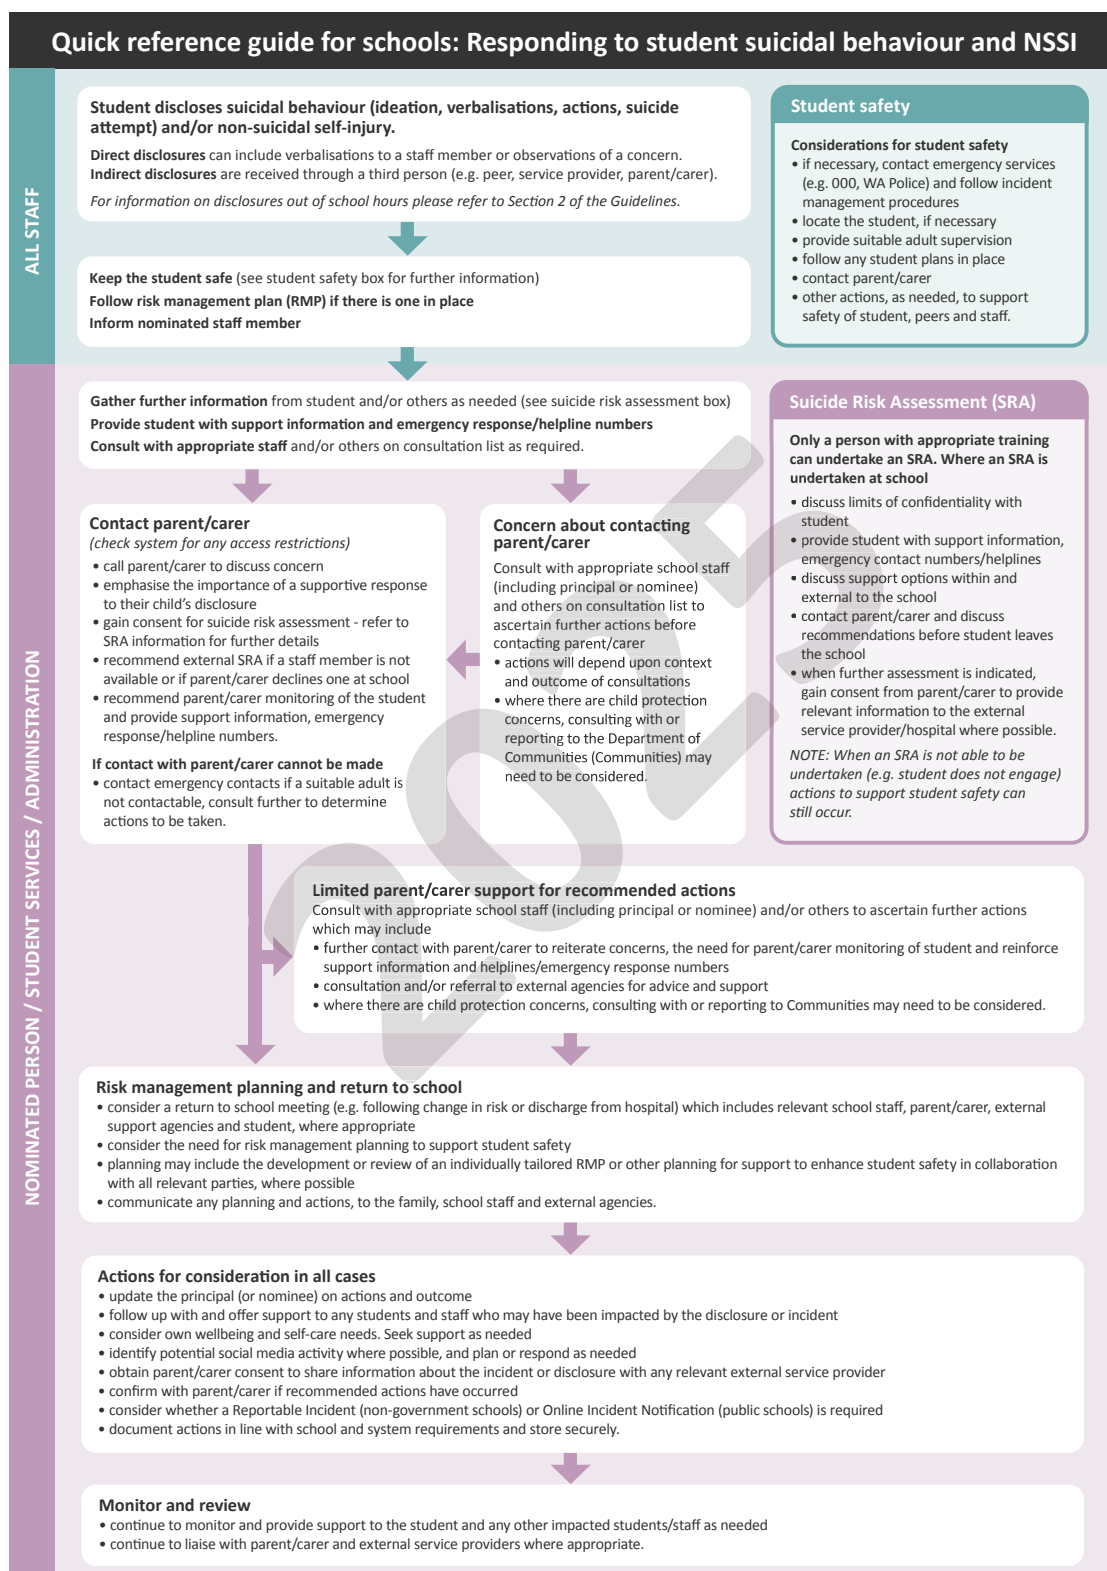 Quick reference guide for schools: Responding to student suicidal behaviour and NSSI
ALL STAFF
Student discloses suicidal behaviour (ideation, verbalisations, actions, suicide
attempt) and/or non-suicidal self-injury.
Direct disclosures can include verbalisations to a staff member or observations of a concern.
Indirect disclosures are received through a third person (e.g. peer, service provider, parent/carer).
For information on disclosures out of school hours please refer to Section 2 of the Guidelines.
Keep the student safe (see student safety box for further information)
Follow risk management plan (RMP) if there is one in place
Inform nominated staff member
Student safety
Considerations for student safety
• if necessary, contact emergency services
(e.g. 000, WA Police) and follow incident
management procedures
• locate the student, if necessary
• provide suitable adult supervision
• follow any student plans in place
• contact parent/carer
• other actions, as needed, to support
safety of student, peers and staff.
NOMINATED PERSON / STUDENT SERVICES / ADMINISTRATION
Gather further information from student and/or others as needed (see suicide risk assessment box)
Provide student with support information and emergency response/helpline numbers
Consult with appropriate staff and/or others on consultation list as required.
Contact parent/carer
(check system for any access restrictions)
• call parent/carer to discuss concern
• emphasise the importance of a supportive response
to their child's disclosure
• gain consent for suicide risk assessment - refer to
SRA information for further details
• recommend external SRA if a staff member is not
available or if parent/carer declines one at school
• recommend parent/carer monitoring of the student
and provide support information, emergency
response/helpline numbers.
If contact with parent/carer cannot be made
• contact emergency contacts if a suitable adult is
not contactable, consult further to determine
actions to be taken.
Concern about contacting
parent/carer
Consult with appropriate school staff
(including principal or nominee)
and others on consultation list to
ascertain further actions before
contacting parent/carer
• actions will depend upon context
and outcome of consultations
• where there are child protection
concerns, consulting with or
reporting to the Department of
Communities (Communities) may
need to be considered.
Suicide Risk Assessment (SRA)
Only a person with appropriate training
can undertake an SRA. Where an SRA is
undertaken at school
• discuss limits of confidentiality with
student
• provide student with support information,
emergency contact numbers/helplines
• discuss support options within and
external to the school
• contact parent/carer and discuss
recommendations before student leaves
the school
• when further assessment is indicated,
gain consent from parent/carer to provide
relevant information to the external
service provider/hospital where possible.
NOTE: When an SRA is not able to be
undertaken (e.g. student does not engage)
actions to support student safety can
still occur.
Limited parent/carer support for recommended actions
Consult with appropriate school staff (including principal or nominee) and/or others to ascertain further actions
which may include
• further contact with parent/carer to reiterate concerns, the need for parent/carer monitoring of student and reinforce
support information and helplines/emergency response numbers
• consultation and/or referral to external agencies for advice and support
• where there are child protection concerns, consulting with or reporting to Communities may need to be considered.
Risk management planning and return to school
• consider a return to school meeting (e.g. following change in risk or discharge from hospital) which includes relevant school staff, parent/carer, external
support agencies and student, where appropriate
• consider the need for risk management planning to support student safety
• planning may include the development or review of an individually tailored RMP or other planning for support to enhance student safety in collaboration
with all relevant parties, where possible
• communicate any planning and actions, to the family, school staff and external agencies.
Actions for consideration in all cases
• update the principal (or nominee) on actions and outcome
• follow up with and offer support to any students and staff who may have been impacted by the disclosure or incident
• consider own wellbeing and self-care needs. Seek support as needed
• identify potential social media activity where possible, and plan or respond as needed
• obtain parent/carer consent to share information about the incident or disclosure with any relevant external service provider
• confirm with parent/carer if recommended actions have occurred
• consider whether a Reportable Incident (non-government schools) or Online Incident Notification (public schools) is required
• document actions in line with school and system requirements and store securely.
Monitor and review
• continue to monitor and provide support to the student and any other impacted students/staff as needed
• continue to liaise with parent/carer and external service providers where appropriate.
2025